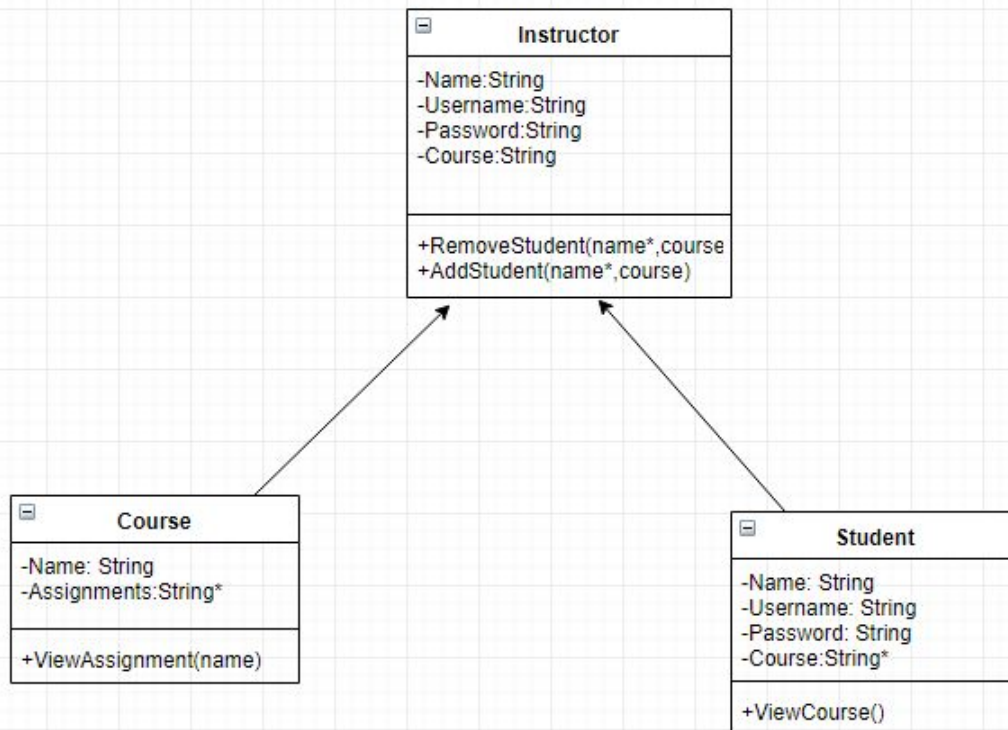 Instructor
-Name:String
-Username:String
-Password:String
-Course:String
+RemoveStudent(name*,course
+AddStudent(name*,course)
Course
-Name: String
-Assignments:String*
+ViewAssignment(name)
Student
-Name: String
-Username: String
-Password: String
-Course:String*
+ViewCourse()